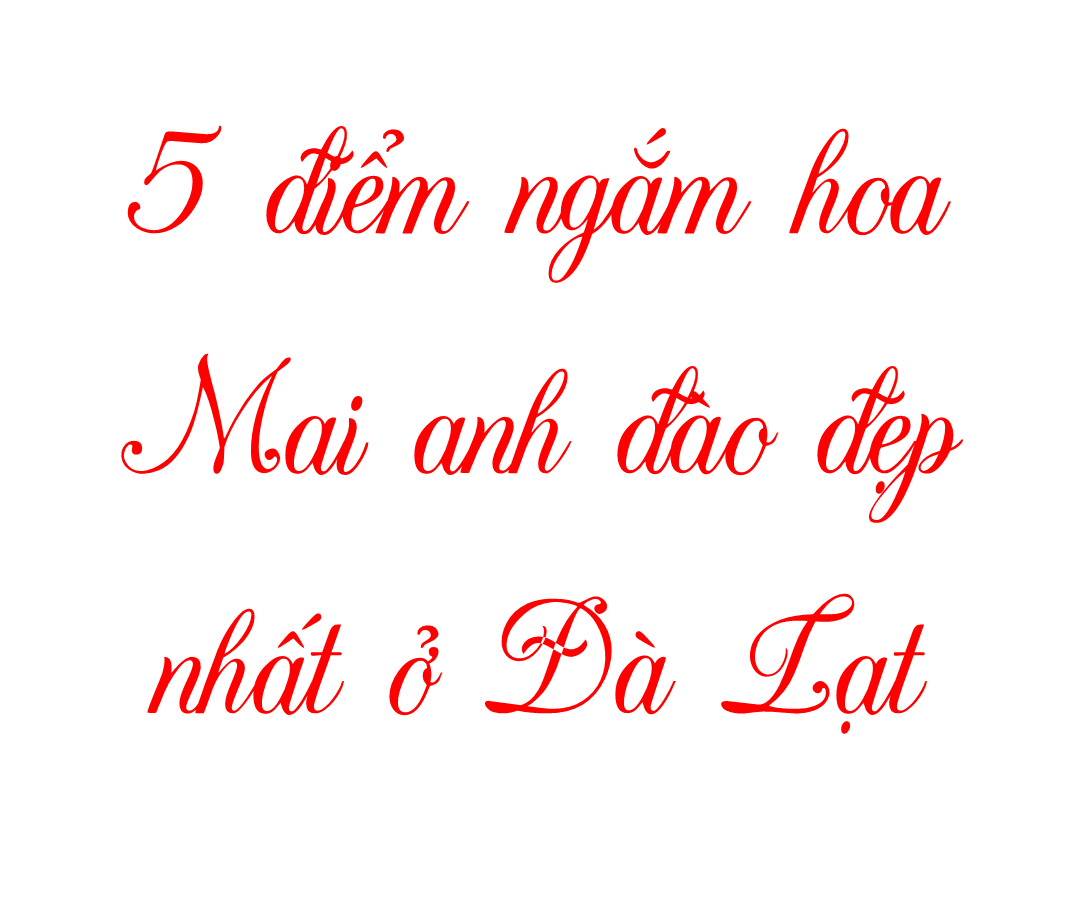 5 điểm ngắm hoa
Mai anh đào đẹp
nhất ở Đà Lạt